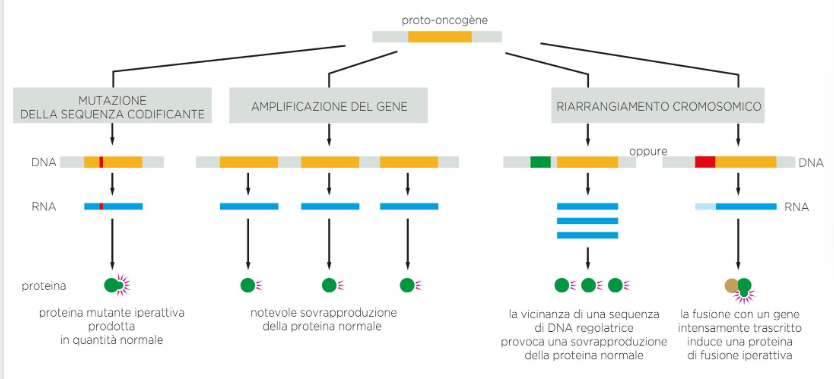 proto-oncogène
MUTAZIONE
DELLA SEQUENZA CODIFICANTE
AMPLIFICAZIONE DEL GENE
RIARRANGIAMENTO CROMOSOMICO
DNA
oppure
DNA
RNA
RNA
proteina
proteina mutante iperattiva
prodotta
in quantità normale
notevole sovrapproduzione
della proteina normale
la vicinanza di una sequenza
di DNA regolatrice
provoca una sovrapproduzione
della proteina normale
la fusione con un gene
intensamente trascritto
induce una proteina
di fusione iperattiva